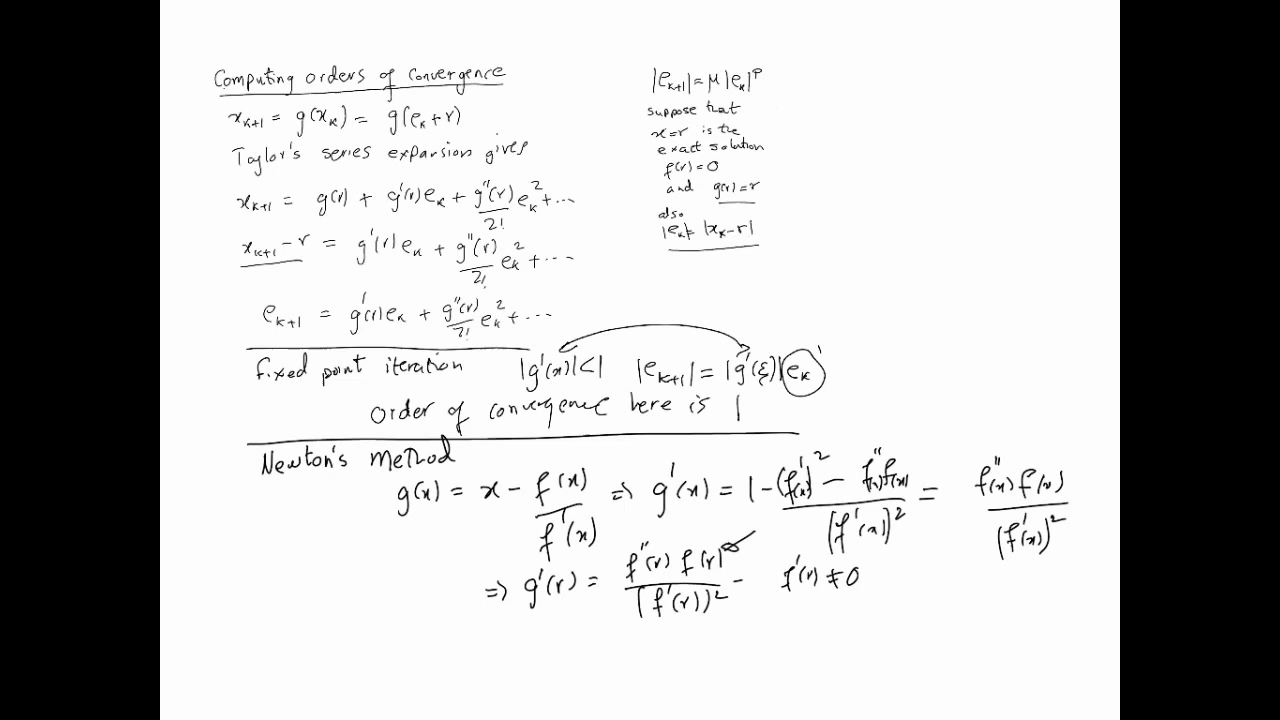 Computing orders of convergence
x_{k+1} = g(x_k) = g(e_k + r)
Taylor's series expansion gives
x_{k+1} = g(r) + g'(r)e_k + g''(r)/2! e_k^2 + ...
x_{k+1} - r = g'(r)e_k + g''(r)/2! e_k^2 + ...
e_{k+1} = g'(r)e_k + g''(r)/2! e_k^2 + ...
|e_{k+1}| = μ|e_k|^p
suppose that
x=r is the
exact solution
f(r)=0
and g(r)=r
also
|e_k| = |x_k-r|
fixed point iteration |g'(x)|<1 |e_{k+1}| = |g'(ξ)|e_k^1
order of convergence here is 1
Newton's method
g(x) = x - f(x)/f'(x) ⇒ g'(x) = 1 - ((f'(x))^2 - f''(x)f(x))/(f'(x))^2 = f''(x)f(x)/(f'(x))^2
⇒ g'(r) = f''(r) f(r)/(f'(r))^2 = f'(r) ≠ 0